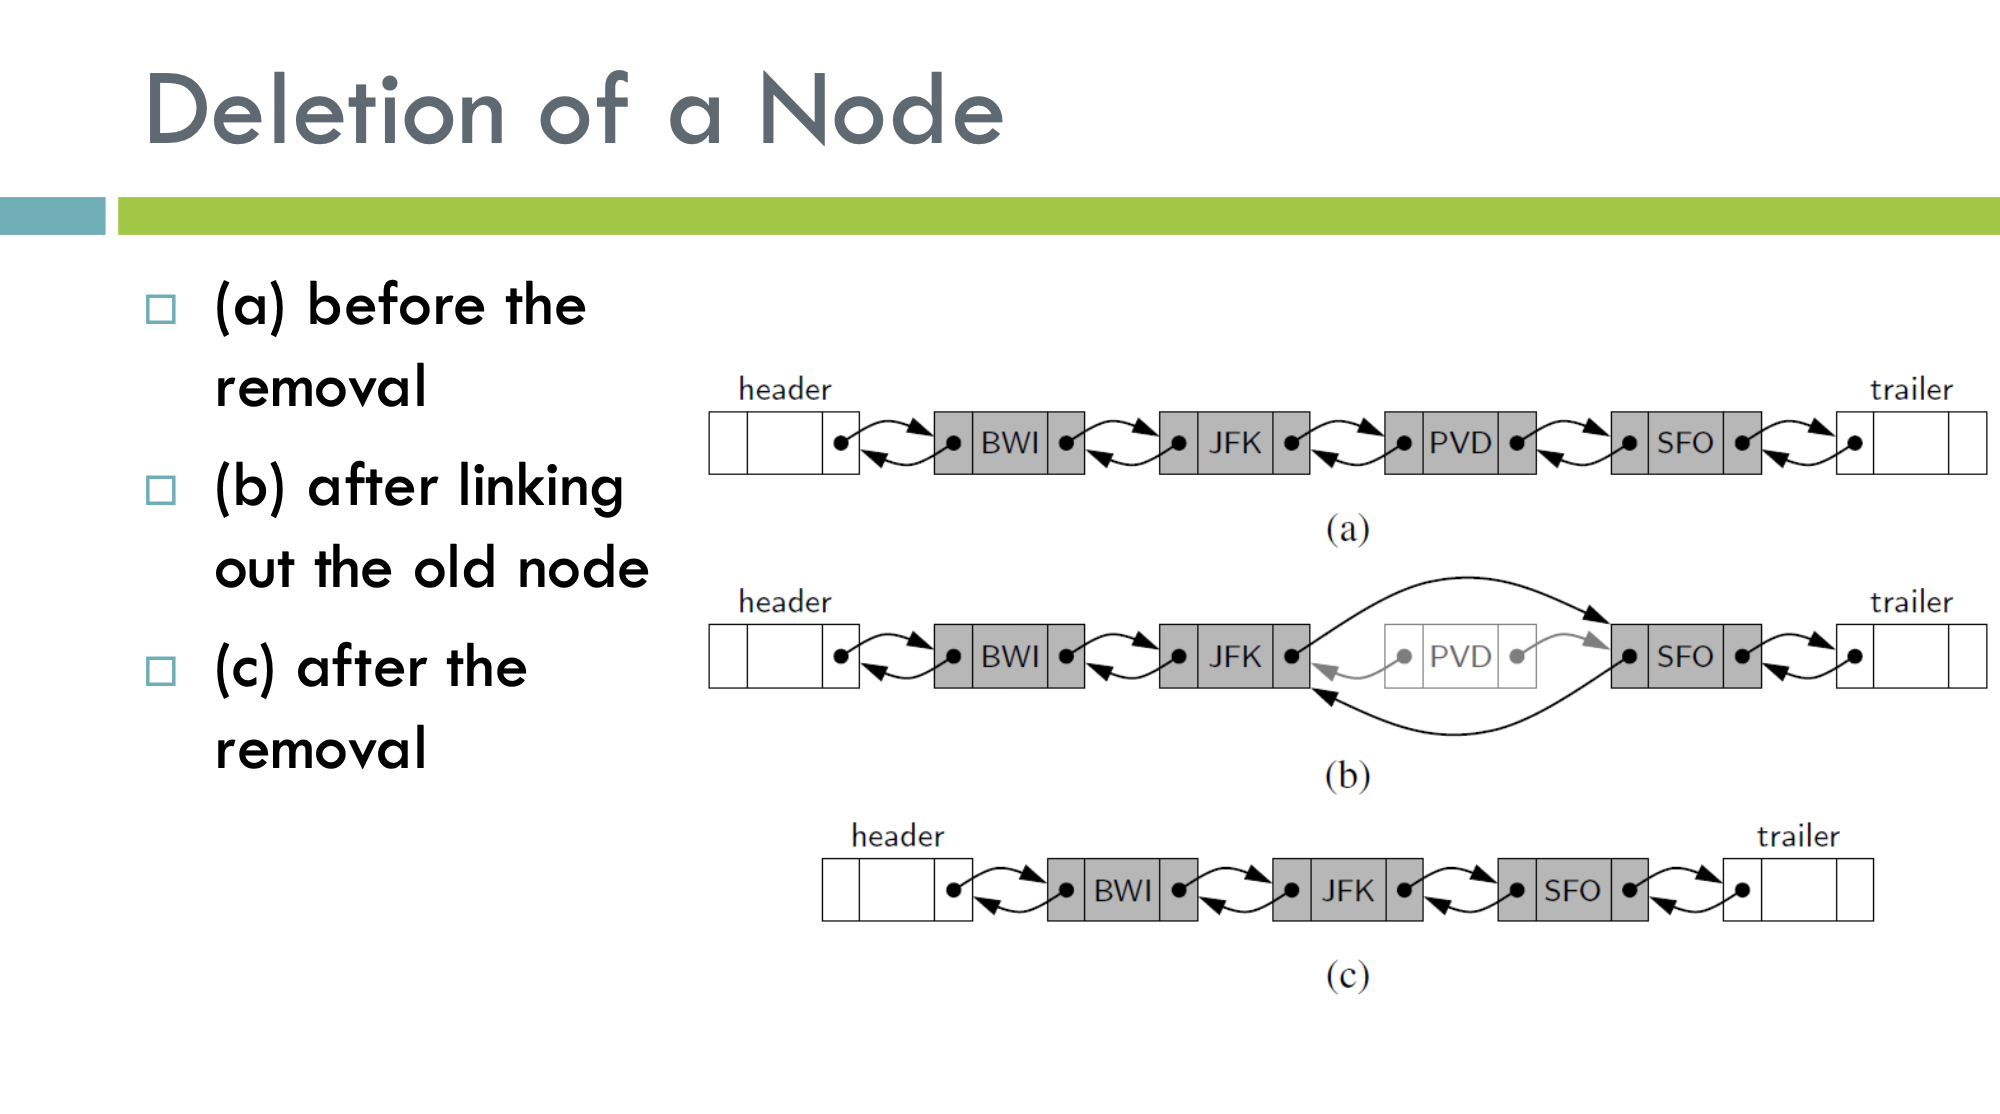 Deletion of a Node
(a) before the
removal
(b) after linking
out the old node
(c) after the
removal
header trailer
BWI JFK PVD SFO
(a)
header trailer
BWI JFK PVD SFO
(b)
header trailer
BWI JFK SFO
(c)